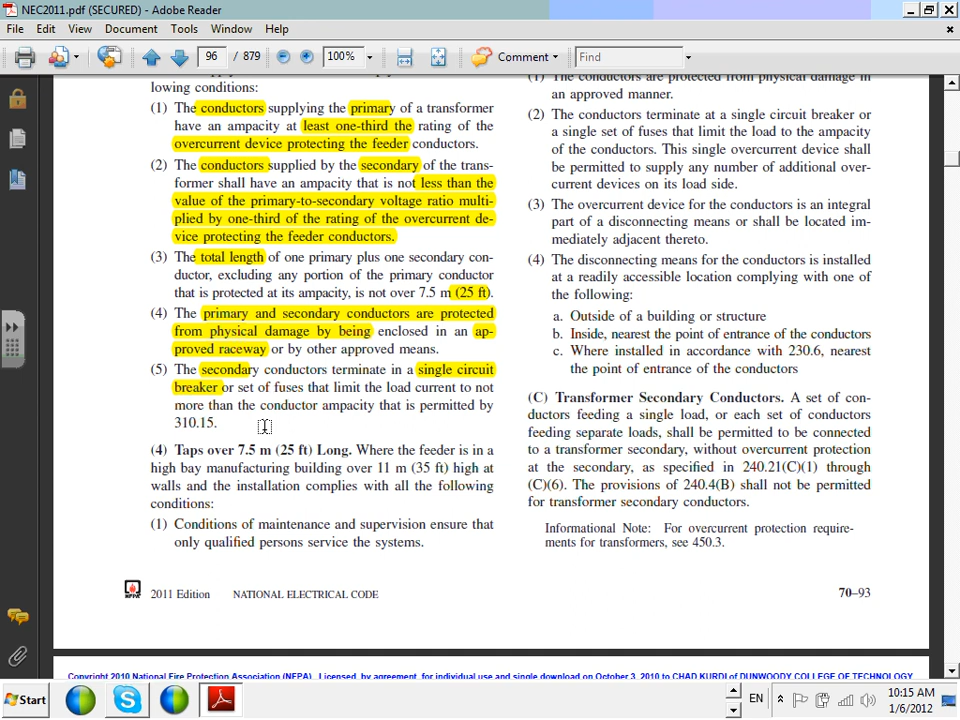 NEC2011.pdf (SECURED) - Adobe Reader
File Edit View Document Tools Window Help
96 / 879 100% Comment Find
lowing conditions:
(1) The conductors supplying the primary of a transformer
have an ampacity at least one-third the rating of the
overcurrent device protecting the feeder conductors.
(2) The conductors supplied by the secondary of the trans-
former shall have an ampacity that is not less than the
value of the primary-to-secondary voltage ratio multi-
plied by one-third of the rating of the overcurrent de-
vice protecting the feeder conductors.
(3) The total length of one primary plus one secondary con-
ductor, excluding any portion of the primary conductor
that is protected at its ampacity, is not over 7.5 m (25 ft).
(4) The primary and secondary conductors are protected
from physical damage by being enclosed in an ap-
proved raceway or by other approved means.
(5) The secondary conductors terminate in a single circuit
breaker or set of fuses that limit the load current to not
more than the conductor ampacity that is permitted by
310.15.
(4) Taps over 7.5 m (25 ft) Long. Where the feeder is in a
high bay manufacturing building over 11 m (35 ft) high at
walls and the installation complies with all the following
conditions:
(1) Conditions of maintenance and supervision ensure that
only qualified persons service the systems.
(1) The conductors are protected from physical damage in
an approved manner.
(2) The conductors terminate at a single circuit breaker or
a single set of fuses that limit the load to the ampacity
of the conductors. This single overcurrent device shall
be permitted to supply any number of additional over-
current devices on its load side.
(3) The overcurrent device for the conductors is an integral
part of a disconnecting means or shall be located im-
mediately adjacent thereto.
(4) The disconnecting means for the conductors is installed
at a readily accessible location complying with one of
the following:
a. Outside of a building or structure
b. Inside, nearest the point of entrance of the conductors
c. Where installed in accordance with 230.6, nearest
the point of entrance of the conductors
(C) Transformer Secondary Conductors. A set of con-
ductors feeding a single load, or each set of conductors
feeding separate loads, shall be permitted to be connected
to a transformer secondary, without overcurrent protection
at the secondary, as specified in 240.21(C)(1) through
(C)(6). The provisions of 240.4(B) shall not be permitted
for transformer secondary conductors.
Informational Note: For overcurrent protection require-
ments for transformers, see 450.3.
2011 Edition NATIONAL ELECTRICAL CODE 70–93
Copyright 2010 National Fire Protection Association (NFPA). Licensed, by agreement, for individual use and single download on October 3, 2010 to CHAD KURDI of DUNWOODY COLLEGE OF TECHNOLOGY
Start EN 10:15 AM
1/6/2012